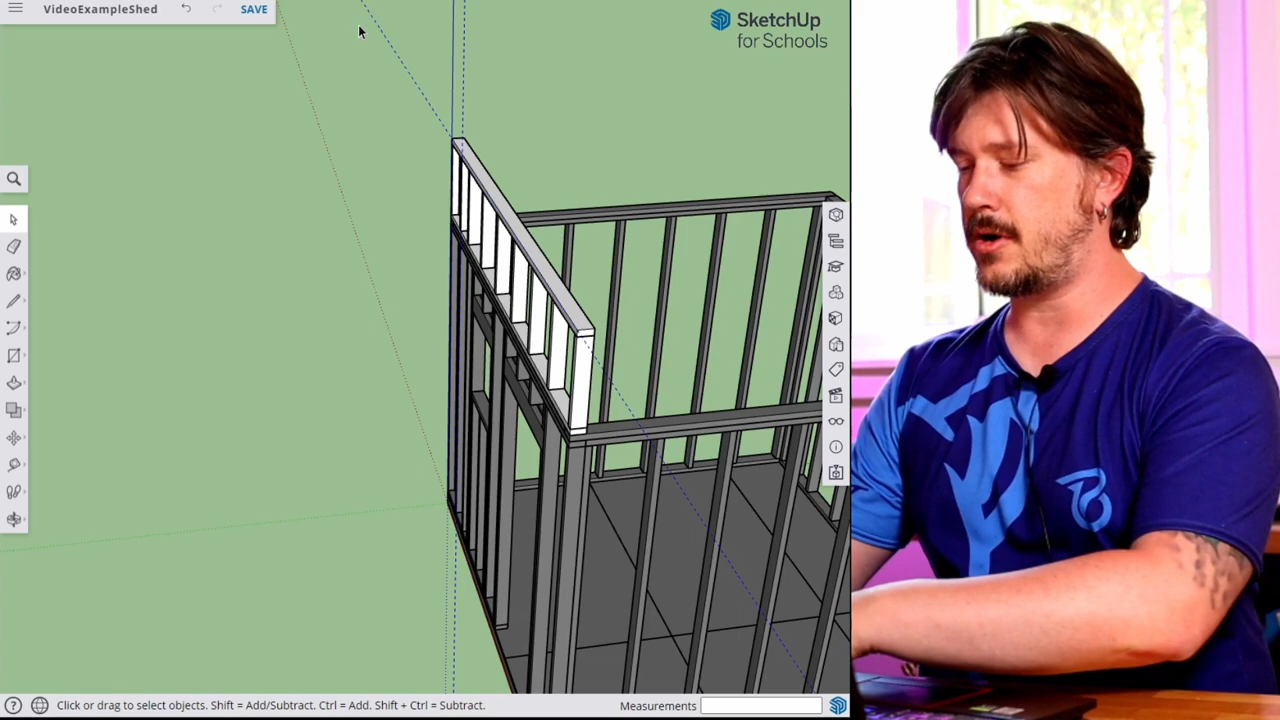 VideoExampleShed
SAVE
SketchUp
for Schools
Click or drag to select objects. Shift = Add/Subtract. Ctrl = Add. Shift + Ctrl = Subtract.
Measurements